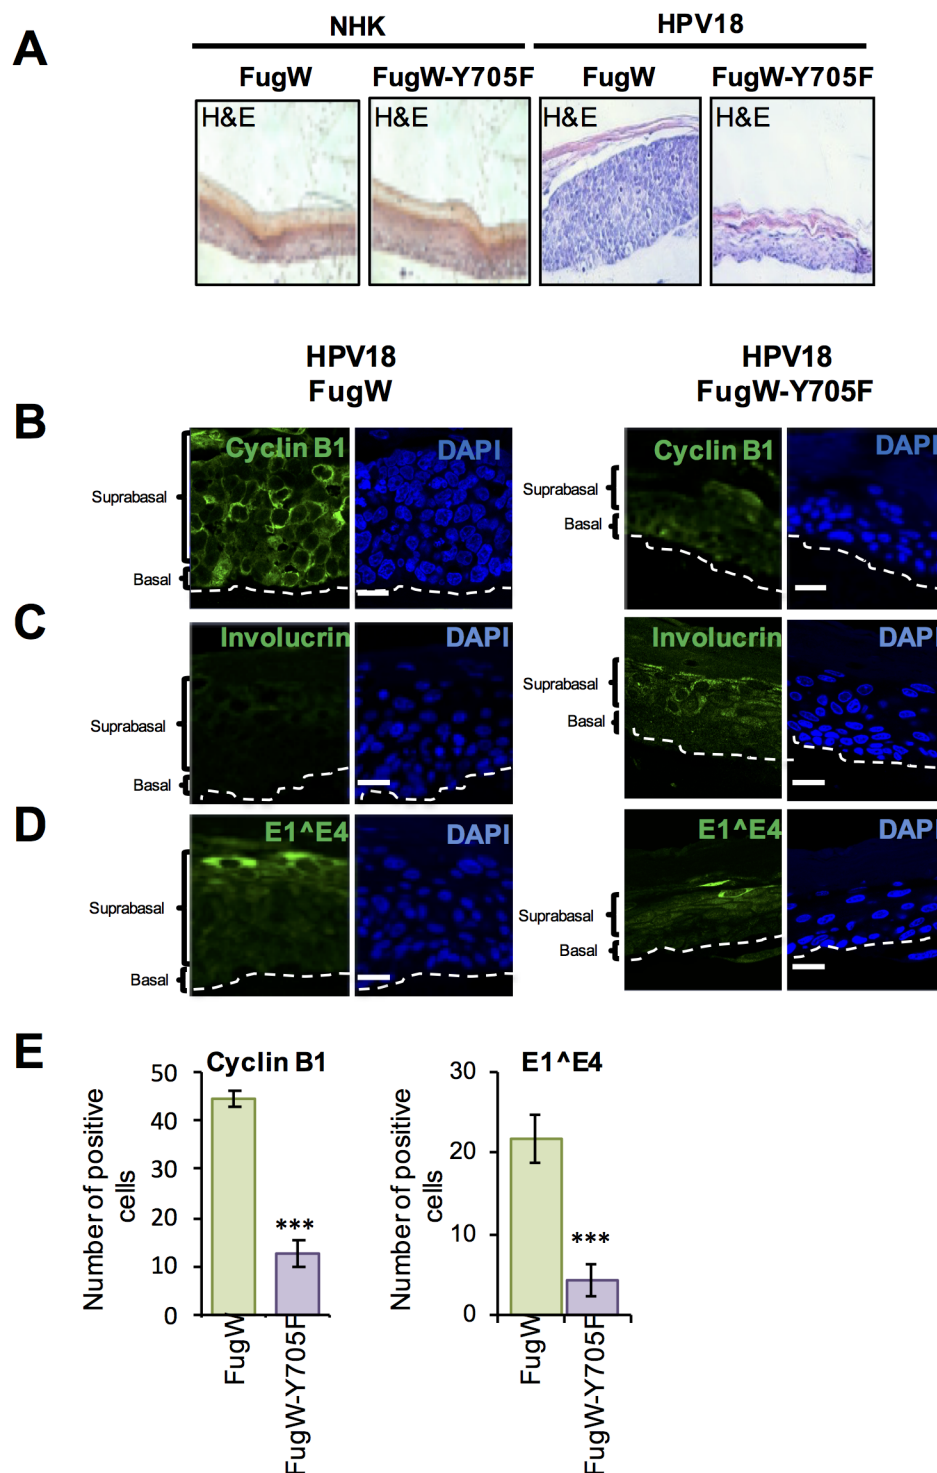 A
NHK
HPV18
FugW
FugW-Y705F
FugW
FugW-Y705F
H&E
H&E
H&E
H&E
HPV18
FugW
HPV18
FugW-Y705F
B
Cyclin B1
DAPI
Suprabasal
Basal
Cyclin B1
DAPI
Suprabasal
Basal
C
Involucrin
DAPI
Suprabasal
Basal
Involucrin
DAPI
Suprabasal
Basal
D
E1^E4
DAPI
Suprabasal
Basal
E1^E4
DAPI
Suprabasal
Basal
E
Cyclin B1
Number of positive
cells
50
40
30
20
10
0
***
FugW
FugW-Y705F
E1^E4
Number of positive
cells
30
20
10
0
***
FugW
FugW-Y705F